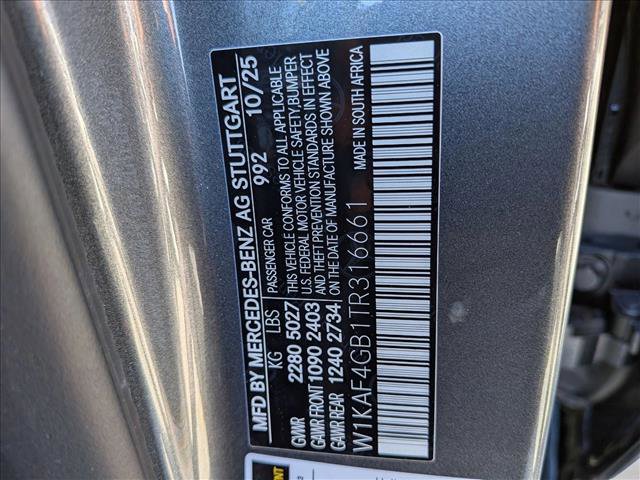 MFD BY MERCEDES-BENZ AG STUTTGART
992 10/25
KG LBS PASSENGER CAR
GVWR 2280 5027
GAWR FRONT 1090 2403
GAWR REAR 1240 2734
THIS VEHICLE CONFORMS TO ALL APPLICABLE
U.S. FEDERAL MOTOR VEHICLE SAFETY, BUMPER
AND THEFT PREVENTION STANDARDS IN EFFECT
ON THE DATE OF MANUFACTURE SHOWN ABOVE
MADE IN SOUTH AFRICA
W1KAF4GB1TR316661